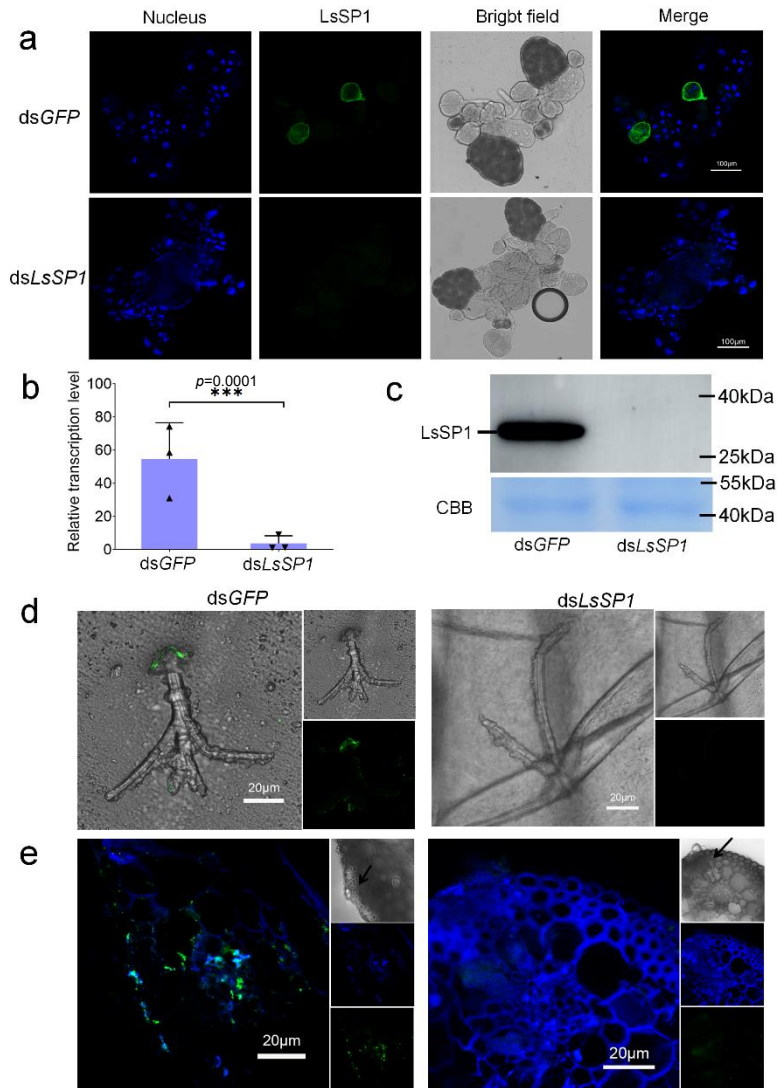 a
Nucleus LsSP1 Bright field Merge
dsGFP
100μm
dsLsSP1
100μm
b
Relative transcription level
100
80
60
40
20
0
p=0.0001
***
dsGFP dsLsSP1
c
LsSP1
40kDa
25kDa
CBB
55kDa
40kDa
dsGFP dsLsSP1
d
dsGFP dsLsSP1
20μm
20μm
e
20μm
20μm